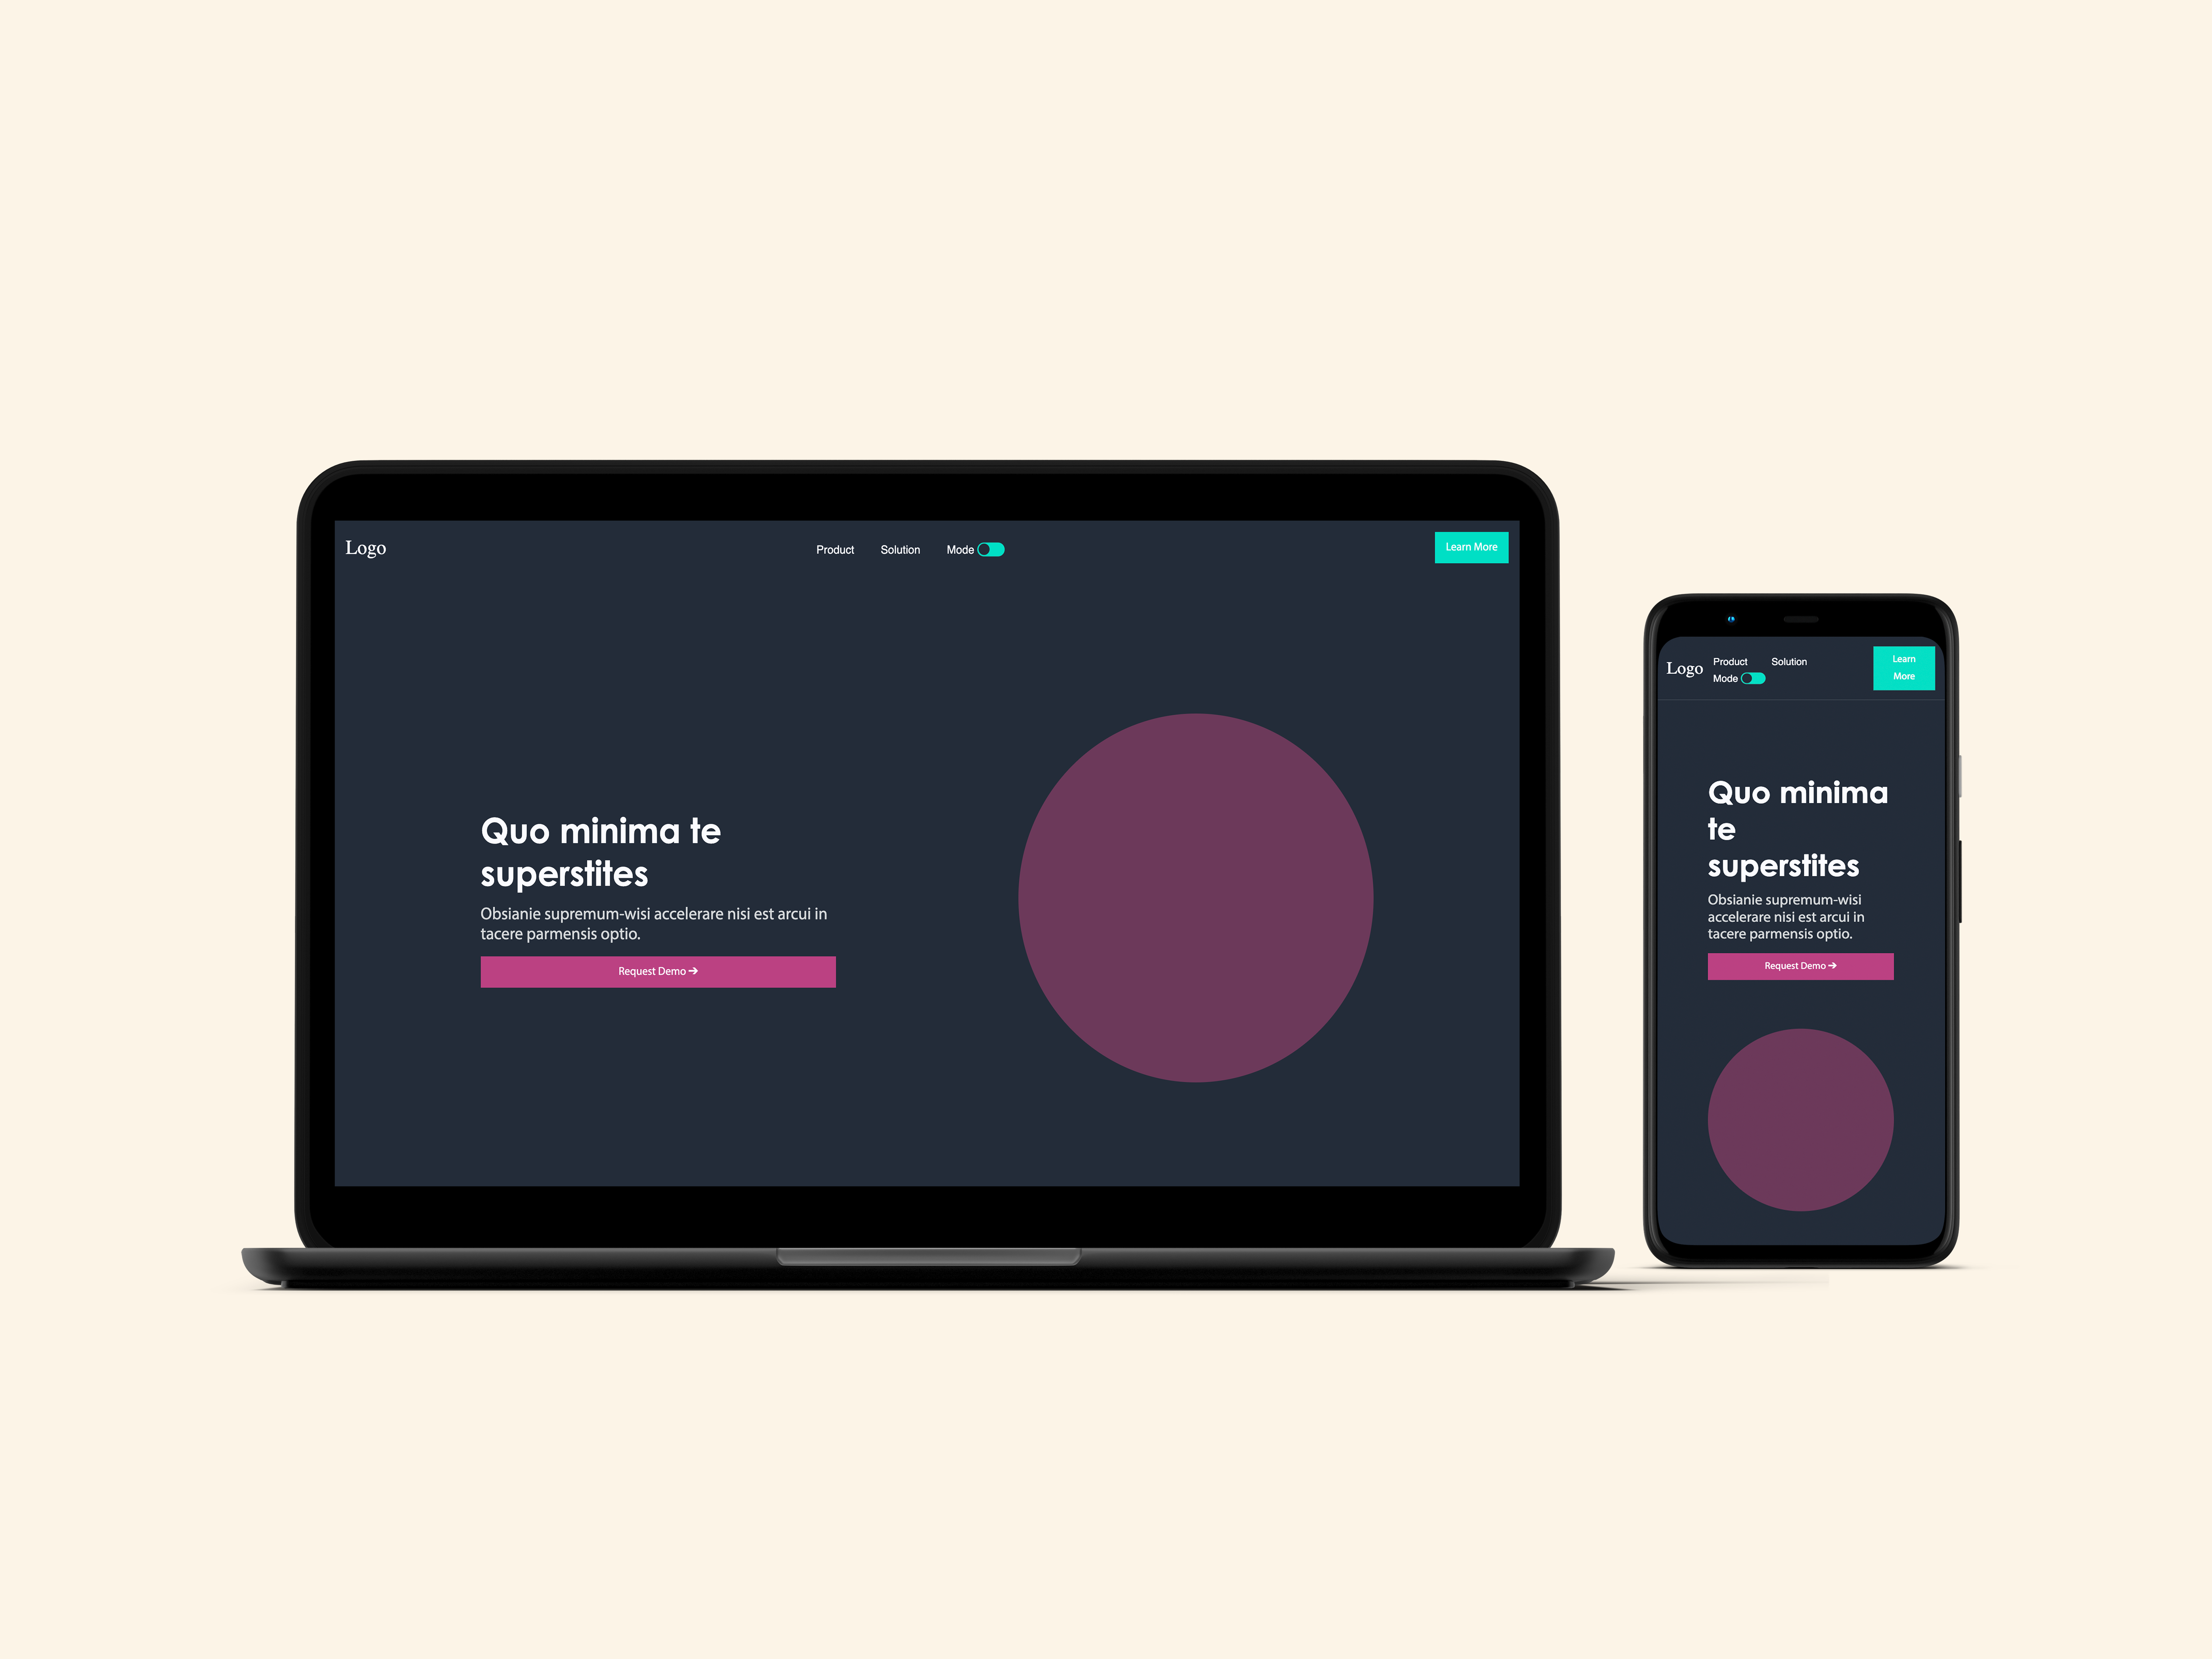 Logo
Product Solution Mode
Learn More
Quo minima te
superstites
Obsianie supremum-wisi accelerare nisi est arcui in
tacere parmensis optio.
Request Demo →
Logo
Product Solution
Mode
Learn
More
Quo minima
te
superstites
Obsianie supremum-wisi
accelerare nisi est arcui in
tacere parmensis optio.
Request Demo →